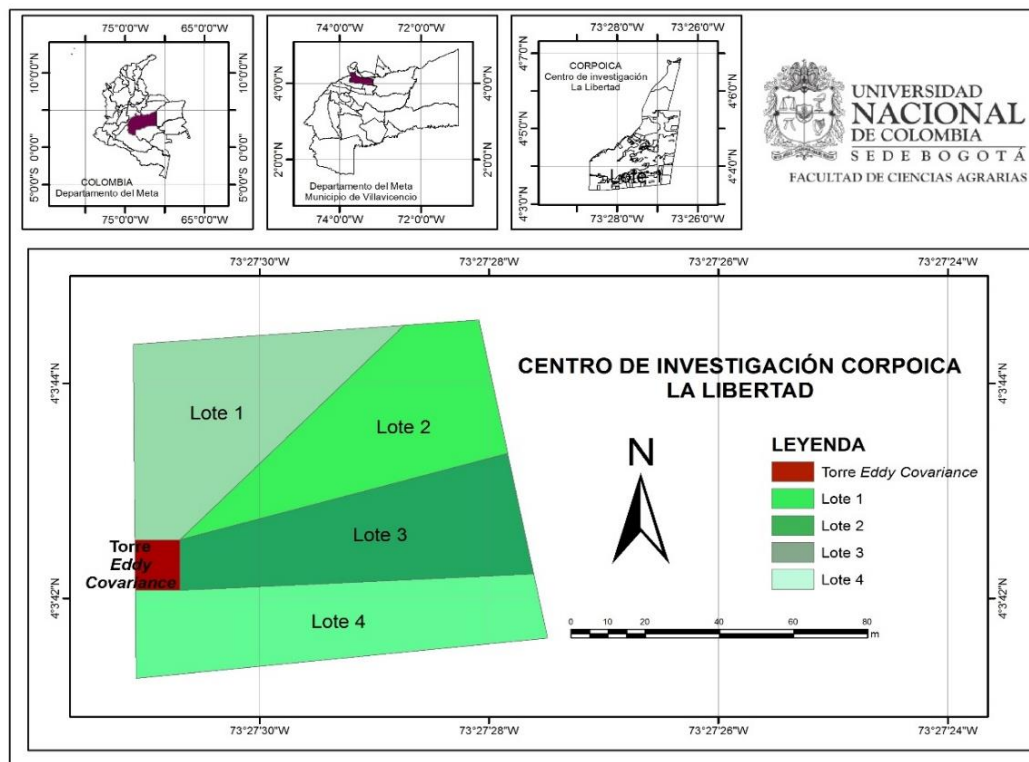 75°0'0"W 65°0'0"W
10°0'0"N
0°0'0"
5°0'0"S
10°0'0"N
0°0'0"
5°0'0"S
COLOMBIA
Departamento del Meta
75°0'0"W 65°0'0"W
74°0'0"W 72°0'0"W
4°0'0"N
2°0'0"N
4°0'0"N
2°0'0"N
Departamento del Meta
Municipio de Villavicencio
74°0'0"W 72°0'0"W
73°28'0"W 73°26'0"W
4°7'0"N
4°5'0"N
4°3'0"N
4°6'0"N
4°4'0"N
CORPOICA
Centro de investigación
La Libertad
Lote 1
73°28'0"W 73°26'0"W
UNIVERSIDAD
NACIONAL
DE COLOMBIA
SEDE BOGOTÁ
FACULTAD DE CIENCIAS AGRARIAS
73°27'30"W 73°27'28"W 73°27'26"W 73°27'24"W
4°3'44"N
4°3'42"N
4°3'44"N
4°3'42"N
CENTRO DE INVESTIGACIÓN CORPOICA
LA LIBERTAD
Lote 1
Lote 2
Lote 3
Lote 4
Torre
Eddy
Covariance
N
LEYENDA
Torre Eddy Covariance
Lote 1
Lote 2
Lote 3
Lote 4
0 10 20 40 60 80
m
73°27'30"W 73°27'28"W 73°27'26"W 73°27'24"W